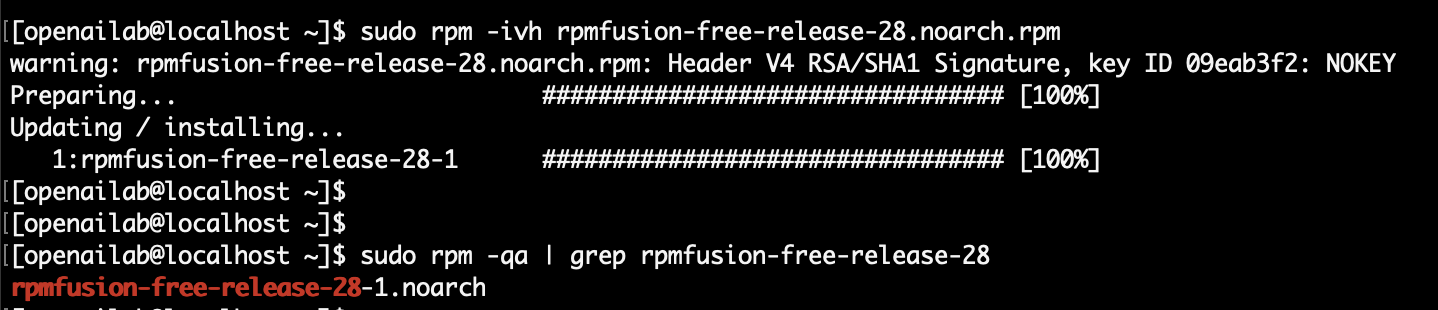 [[openailab@localhost ~]$ sudo rpm -ivh rpmfusion-free-release-28.noarch.rpm
warning: rpmfusion-free-release-28.noarch.rpm: Header V4 RSA/SHA1 Signature, key ID 09eab3f2: NOKEY
Preparing... ################################# [100%]
Updating / installing...
1:rpmfusion-free-release-28-1 ################################# [100%]
[[openailab@localhost ~]$
[[openailab@localhost ~]$
[[openailab@localhost ~]$ sudo rpm -qa | grep rpmfusion-free-release-28
rpmfusion-free-release-28-1.noarch